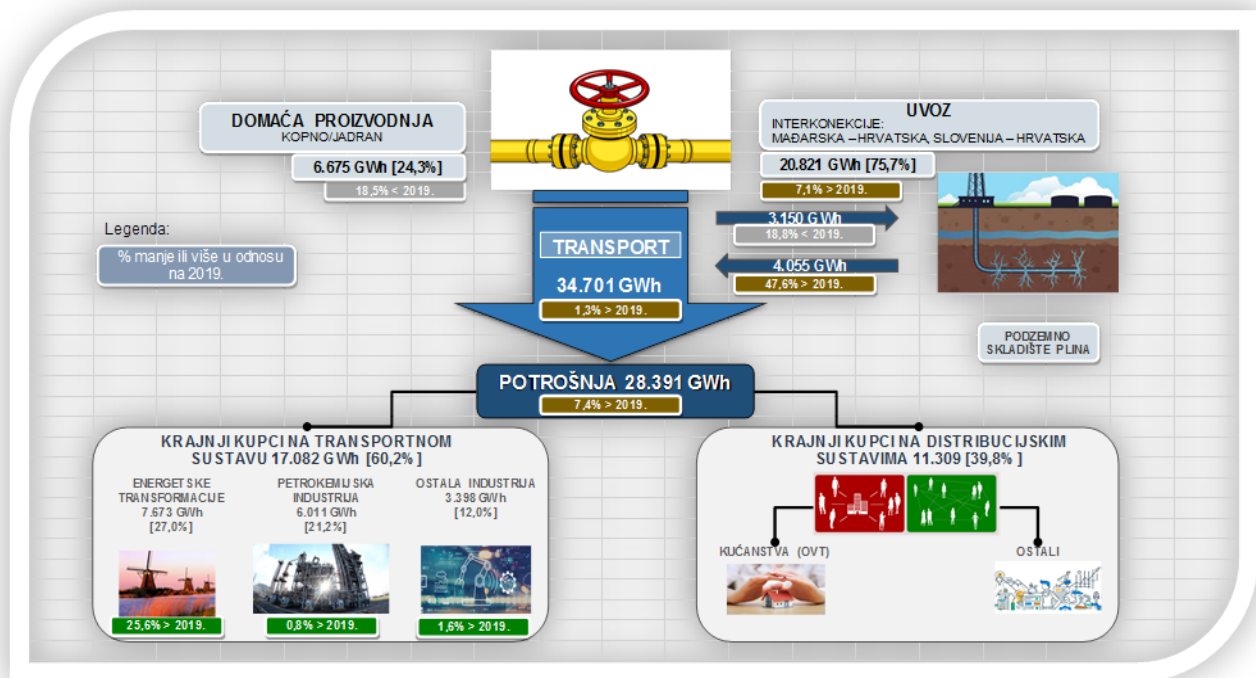 DOMAĆA PROIZVODNJA
KOPNO/JADRAN
6.675 GWh [24,3%]
18,5% < 2019.
UVOZ
INTERKONEKCIJE:
MAĐARSKA – HRVATSKA, SLOVENIJA – HRVATSKA
20.821 GWh [75,7%]
7,1% > 2019.
Legenda:
% manje ili više u odnosu
na 2019.
TRANSPORT
34.701 GWh
1,3% > 2019.
3.150 GWh
18,8% < 2019.
4.055 GWh
47,6% > 2019.
PODZEMNO
SKLADIŠTE PLINA
POTROŠNJA 28.391 GWh
7,4% > 2019.
KRAJNJI KUPCI NA TRANSPORTNOM
SUSTAVU 17.082 GWh [60,2%]
ENERGETSKE
TRANSFORMACIJE
7.673 GWh
[27,0%]
25,6% > 2019.
PETROKEMIJSKA
INDUSTRIJA
6.011 GWh
[21,2%]
0,8% > 2019.
OSTALA INDUSTRIJA
3.398 GWh
[12,0%]
1,6% > 2019.
KRAJNJI KUPCI NA DISTRIBUCIJSKIM
SUSTAVIMA 11.309 [39,8% ]
KUĆANSTVA (OVT)
OSTALI